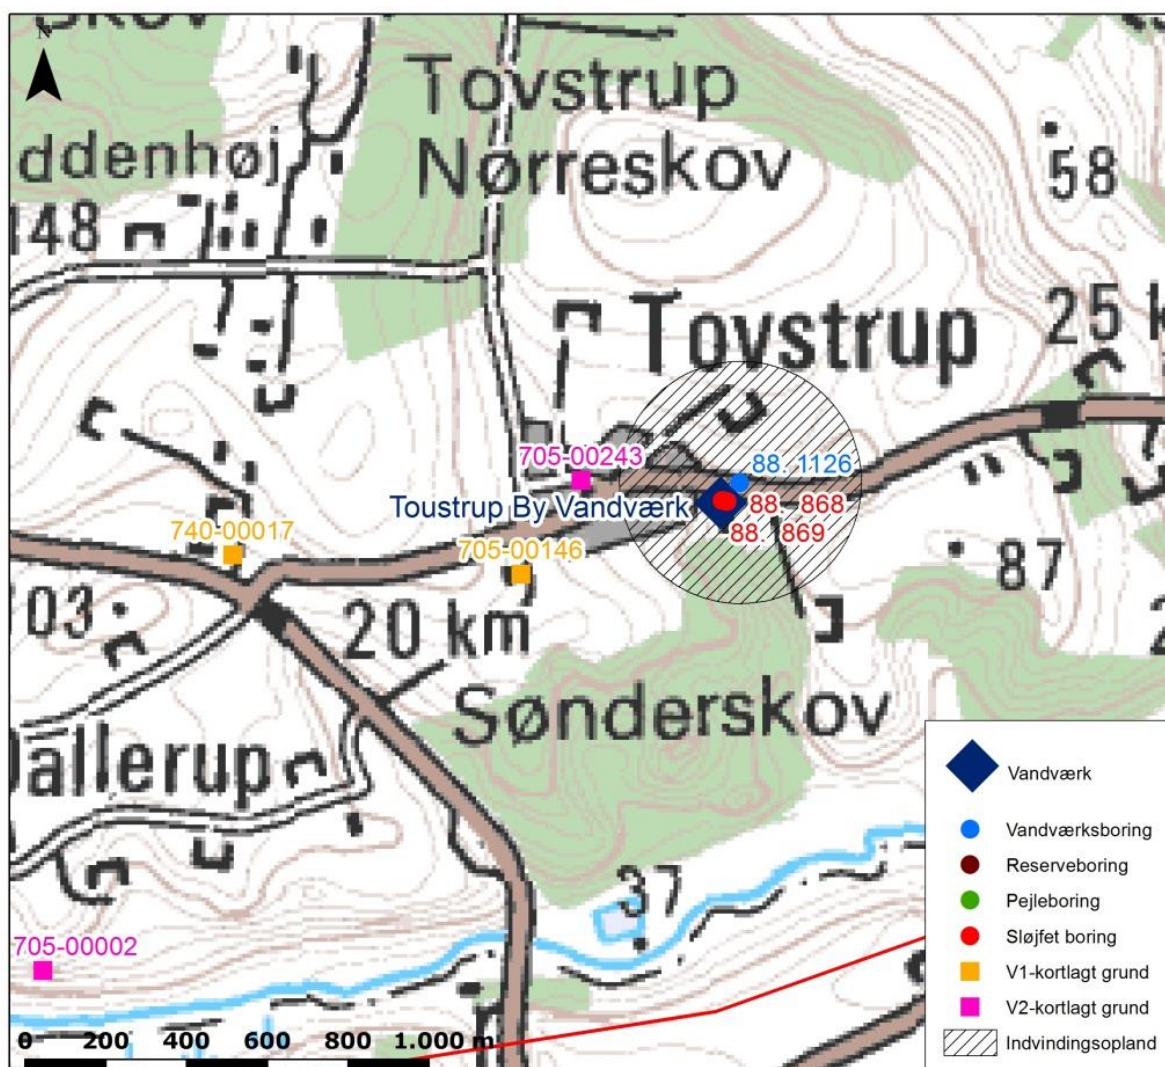 N
Tovstrup
Nørreskov
ddenhøj
148
58
Tovstrup
25 k
705-00243
88. 1126
Toustrup By Vandværk
88. 868
88. 869
740-00017
705-00146
87
03
20 km
Sønderskov
Dallerup
37
705-00002
0 200 400 600 800 1.000 m
Vandværk
Vandværksboring
Reserveboring
Pejleboring
Sløjfet boring
V1-kortlagt grund
V2-kortlagt grund
Indvindingsopland